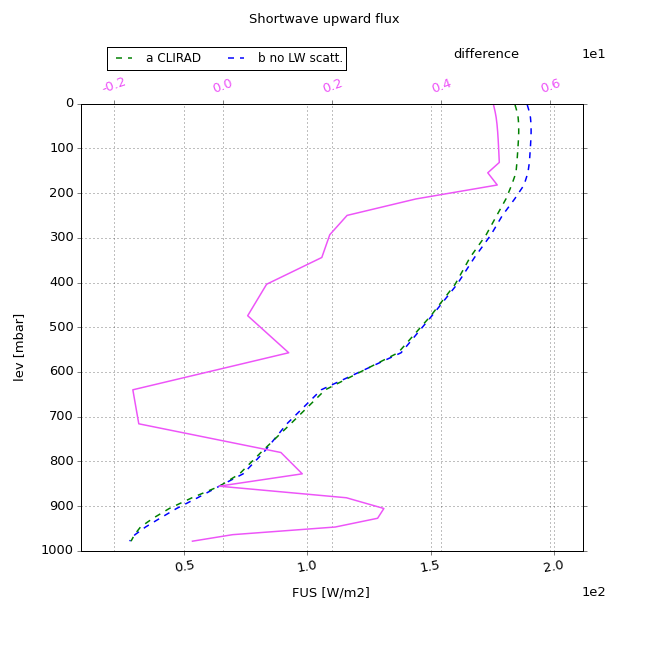 Shortwave upward flux
a CLIRAD b no LW scatt.
difference 1e1
-0.2 0.0 0.2 0.4 0.6
0
100
200
300
400
500
600
700
800
900
1000
lev [mbar]
0.5 1.0 1.5 2.0
FUS [W/m2] 1e2